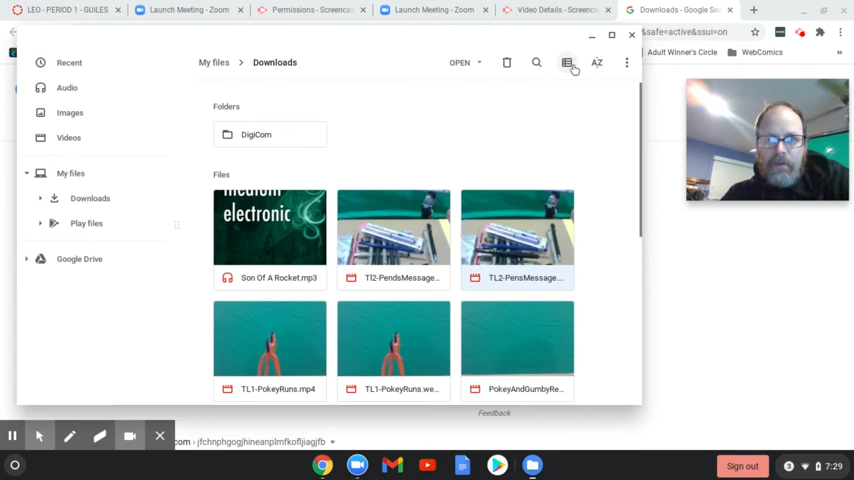 LEO - PERIOD 1 - GUILES
Launch Meeting - Zoom
Permissions - Screencas
Launch Meeting - Zoom
Video Details - Screencas
Downloads - Google Sea
&safe=active&ssui=on
Adult Winner's Circle
WebComics
Recent
Audio
Images
Videos
My files
Downloads
Play files
Google Drive
My files > Downloads
OPEN
AZ
Folders
DigiCom
Files
medium
electronic
Son Of A Rocket.mp3
Tl2-PendsMessage...
TL2-PensMessage....
TL1-PokeyRuns.mp4
TL1-PokeyRuns.we...
PokeyAndGumbyRe...
Feedback
Sign out
3
7:29